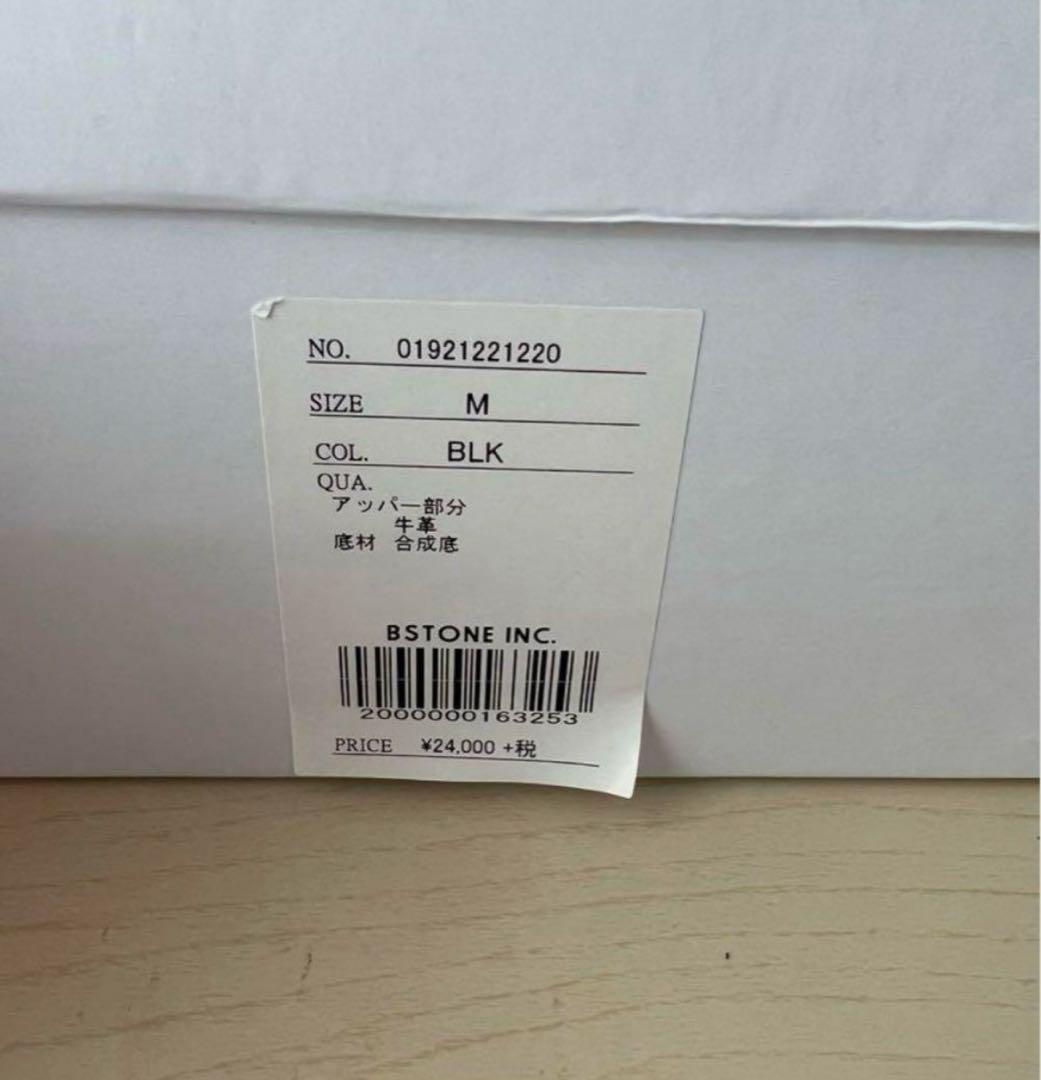 NO. 01921221220
SIZE M
COL. BLK
QUA.
アッパー部分
牛革
底材 合成底
BSTONE INC.
2000000163253
PRICE ¥24,000 +税